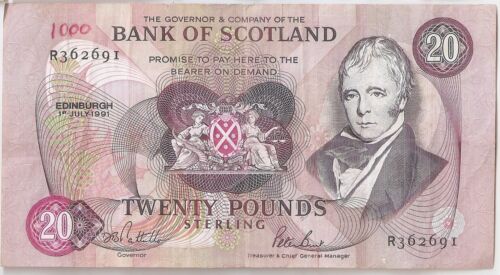 THE GOVERNOR & COMPANY OF THE
1000
BANK OF SCOTLAND
20
R362691
PROMISE TO PAY HERE TO THE
BEARER ON DEMAND
EDINBURGH
1ST JULY 1991
20
TWENTY POUNDS
STERLING
Governor
Treasurer & Chief General Manager
R362691